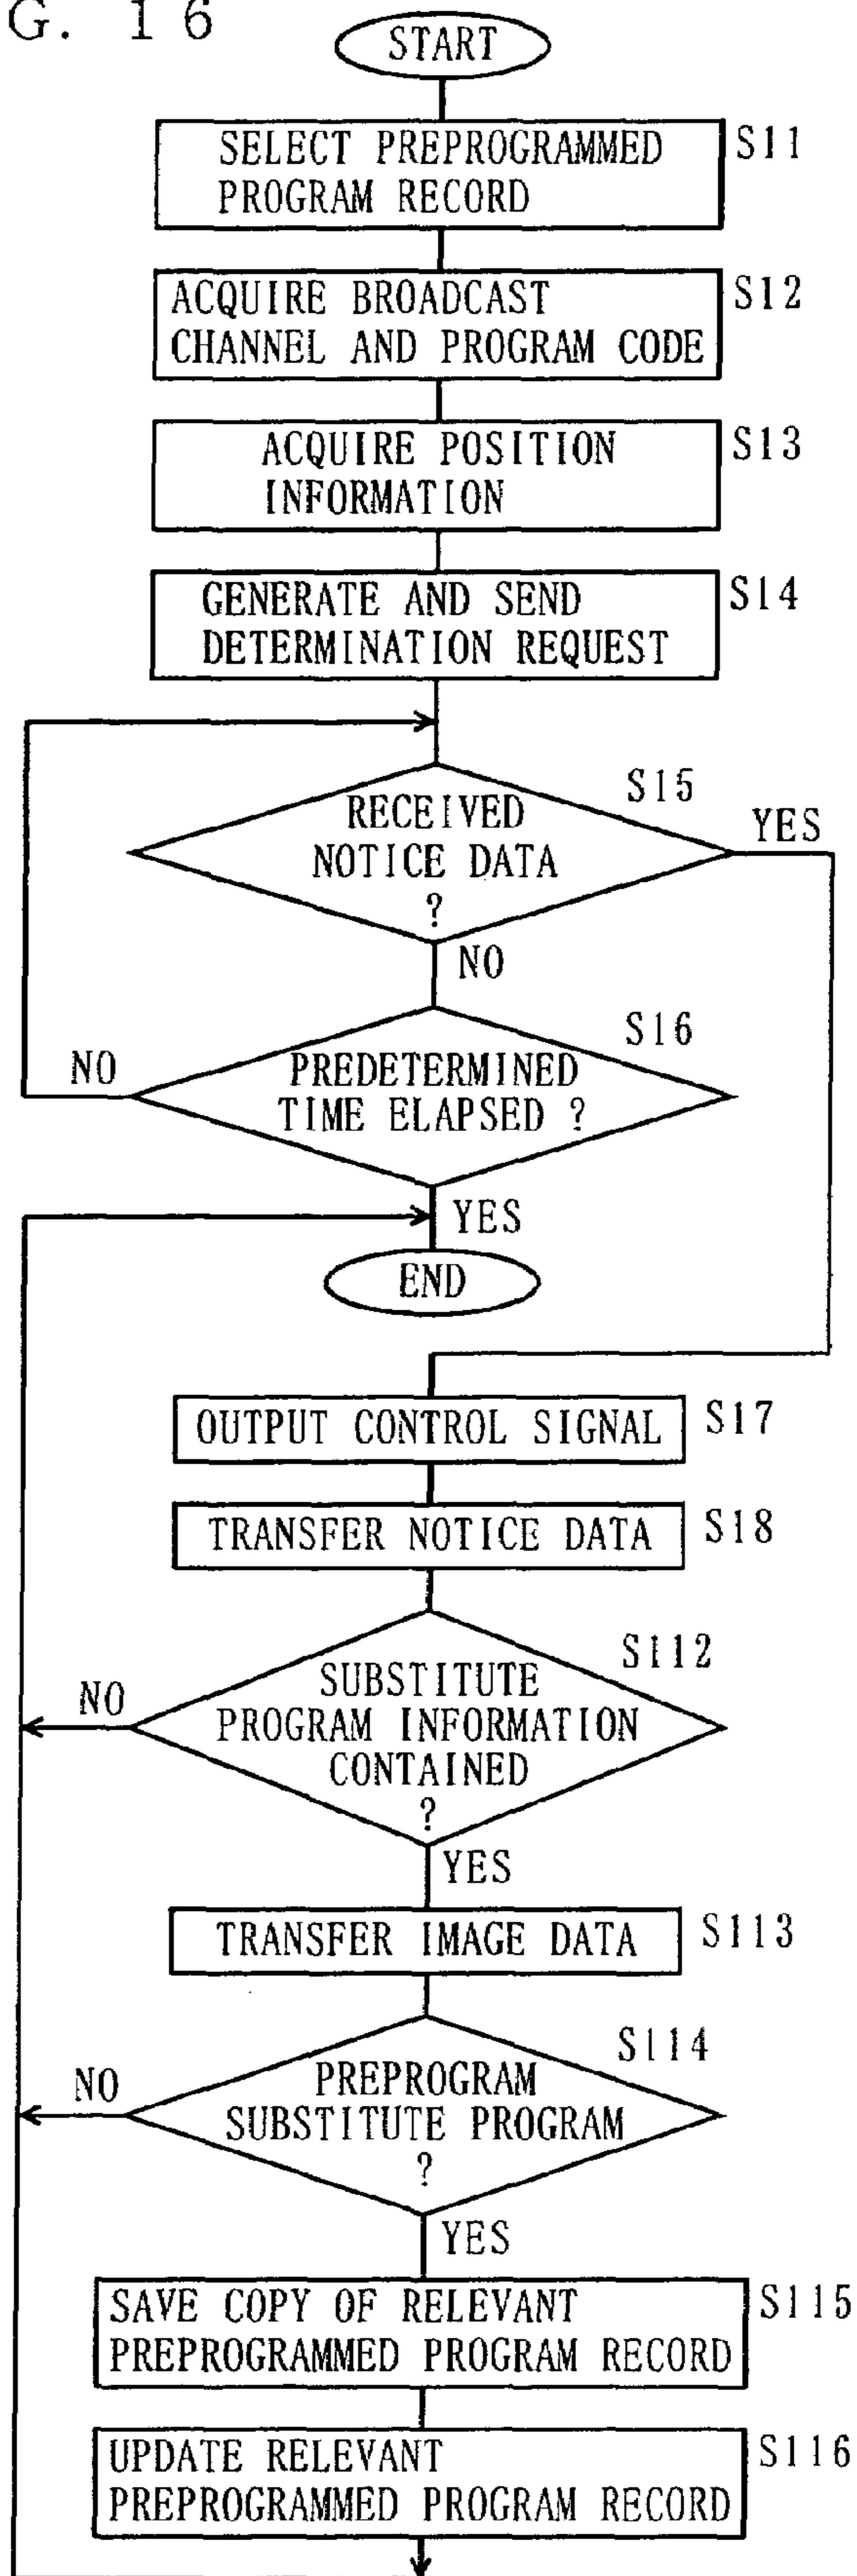 G. 16
START
SELECT PREPROGRAMMED
PROGRAM RECORD
S11
ACQUIRE BROADCAST
CHANNEL AND PROGRAM CODE
S12
ACQUIRE POSITION
INFORMATION
S13
GENERATE AND SEND
DETERMINATION REQUEST
S14
RECEIVED
NOTICE DATA
?
S15
YES
NO
PREDETERMINED
TIME ELAPSED ?
S16
NO
YES
END
OUTPUT CONTROL SIGNAL
S17
TRANSFER NOTICE DATA
S18
SUBSTITUTE
PROGRAM INFORMATION
CONTAINED
?
S112
NO
YES
TRANSFER IMAGE DATA
S113
PREPROGRAM
SUBSTITUTE PROGRAM
?
S114
NO
YES
SAVE COPY OF RELEVANT
PREPROGRAMMED PROGRAM RECORD
S115
UPDATE RELEVANT
PREPROGRAMMED PROGRAM RECORD
S116